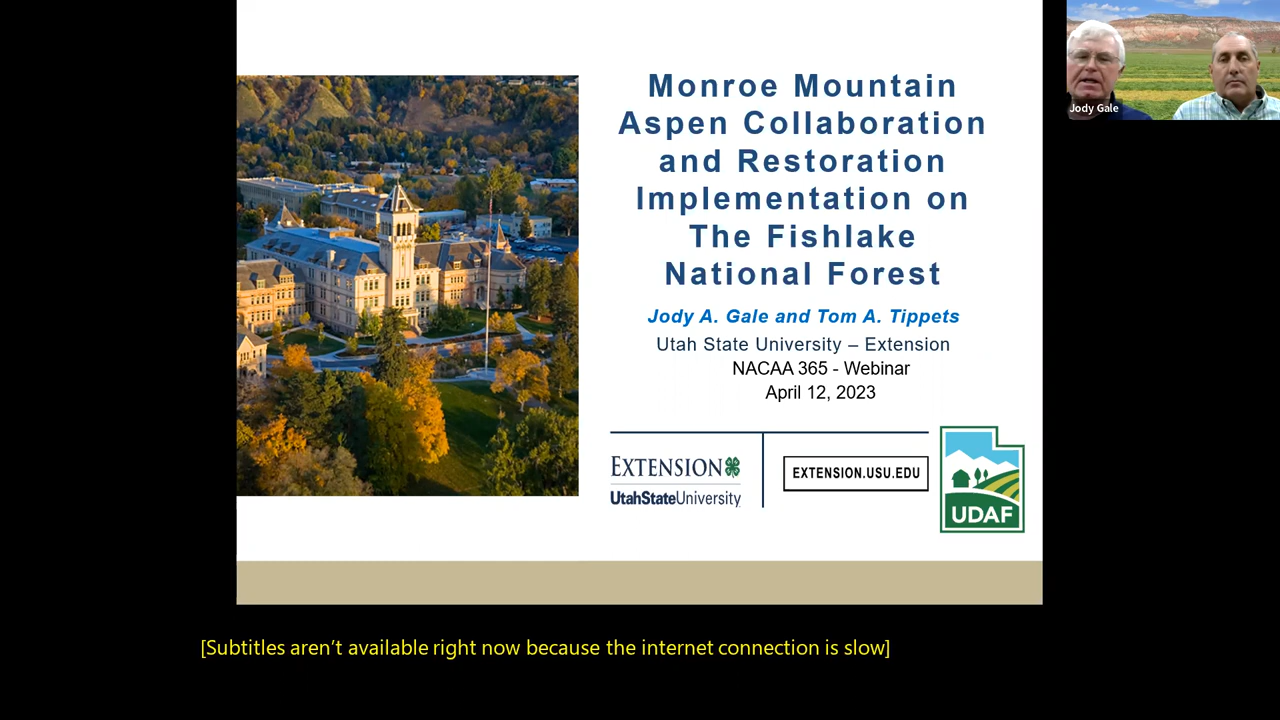 Monroe Mountain
Aspen Collaboration
and Restoration
Implementation on
The Fishlake
National Forest
Jody A. Gale and Tom A. Tippets
Utah State University – Extension
NACAA 365 - Webinar
April 12, 2023
EXTENSION
UtahStateUniversity
EXTENSION.USU.EDU
UDAF
Jody Gale
[Subtitles aren't available right now because the internet connection is slow]